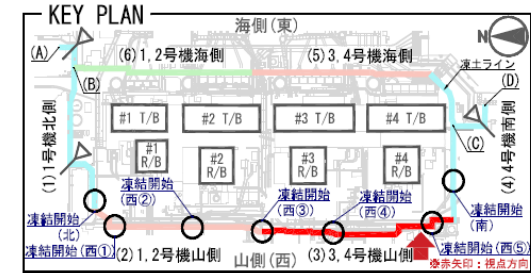 KEY PLAN
海側(東)
N
(A)
(6)1,2号機海側
(5)3,4号機海側
凍土ライン
(B)
(D)
#1 T/B
#2 T/B
#3 T/B
#4 T/B
(1)1号機北側
#1
R/B
#2
R/B
#3
R/B
#4
R/B
(C)
(4)4号機南側
凍結開始
(西②)
凍結開始
(西③)
凍結開始
(西④)
凍結開始
(北)
凍結開始
(南)
凍結開始(西①)
(2)1,2号機山側
山側(西)
(3)3,4号機山側
凍結開始(西⑤)
※赤矢印：視点方向